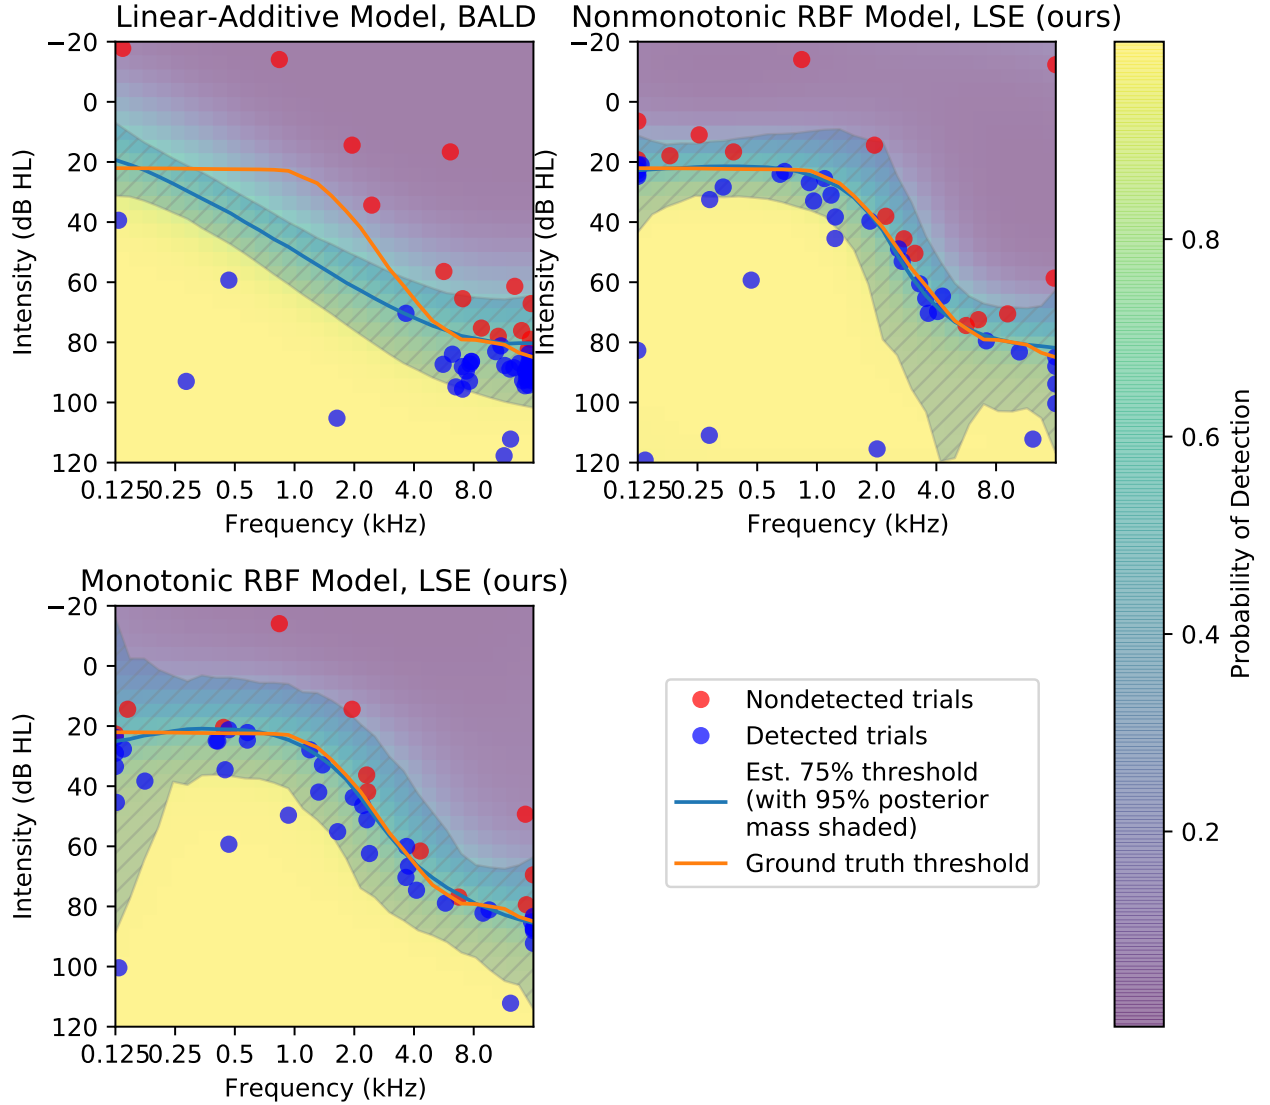 Linear-Additive Model, BALD
−20
0
20
40
60
80
100
120
Intensity (dB HL)
0.125 0.25 0.5 1.0 2.0 4.0 8.0
Frequency (kHz)
Nonmonotonic RBF Model, LSE (ours)
−20
0
20
40
60
80
100
120
Intensity (dB HL)
0.125 0.25 0.5 1.0 2.0 4.0 8.0
Frequency (kHz)
0.8
0.6
0.4
0.2
Probability of Detection
Monotonic RBF Model, LSE (ours)
−20
0
20
40
60
80
100
120
Intensity (dB HL)
0.125 0.25 0.5 1.0 2.0 4.0 8.0
Frequency (kHz)
Nondetected trials
Detected trials
Est. 75% threshold
(with 95% posterior
mass shaded)
Ground truth threshold